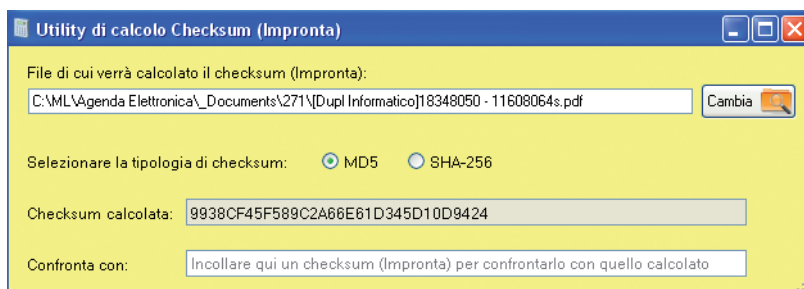 Utility di calcolo Checksum (Impronta)
File di cui verrà calcolato il checksum (Impronta):
C:\ML\Agenda Elettronica\_Documents\271\[Dupl Informatico]18348050 - 11608064s.pdf
Cambia
Selezionare la tipologia di checksum: MD5 SHA-256
Checksum calcolata: 9938CF45F589C2A66E61D345D10D9424
Confronta con: Incollare qui un checksum (Impronta) per confrontarlo con quello calcolato